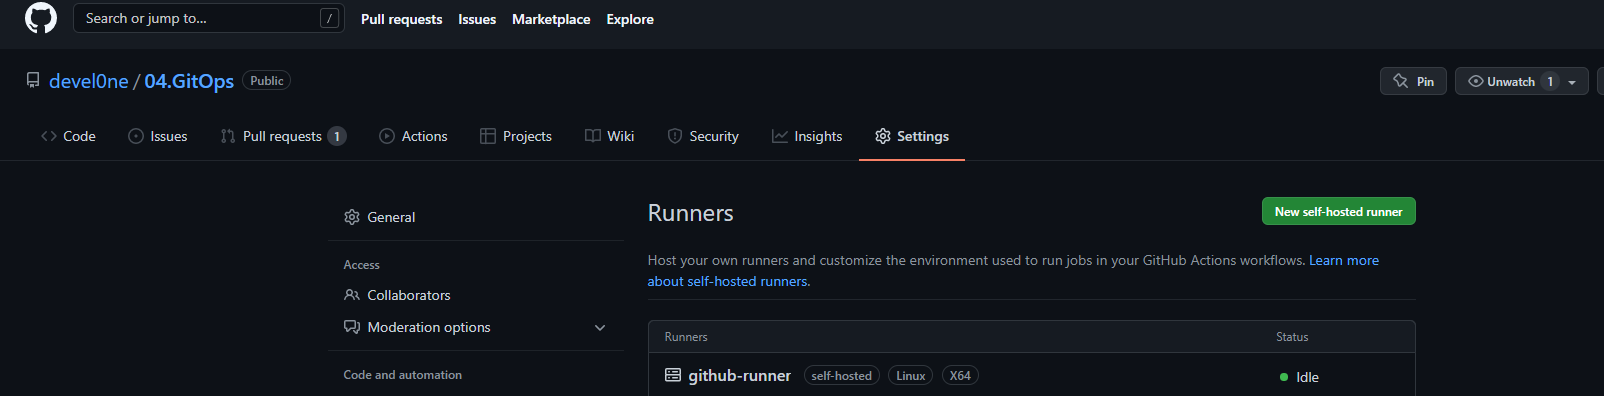 Search or jump to... / Pull requests Issues Marketplace Explore
devel0ne / 04.GitOps Public Pin Unwatch 1
Code Issues Pull requests 1 Actions Projects Wiki Security Insights Settings
General
Access
Collaborators
Moderation options
Code and automation
Runners New self-hosted runner
Host your own runners and customize the environment used to run jobs in your GitHub Actions workflows. Learn more
about self-hosted runners.
Runners Status
github-runner self-hosted Linux X64 Idle